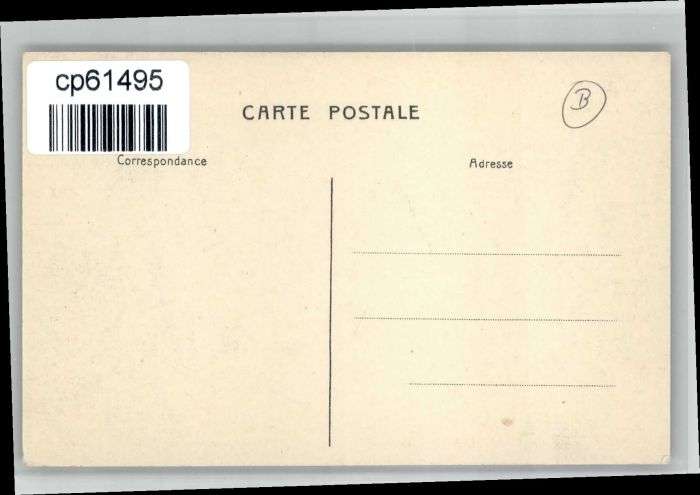 cp61495
CARTE POSTALE
B
Correspondance
Adresse